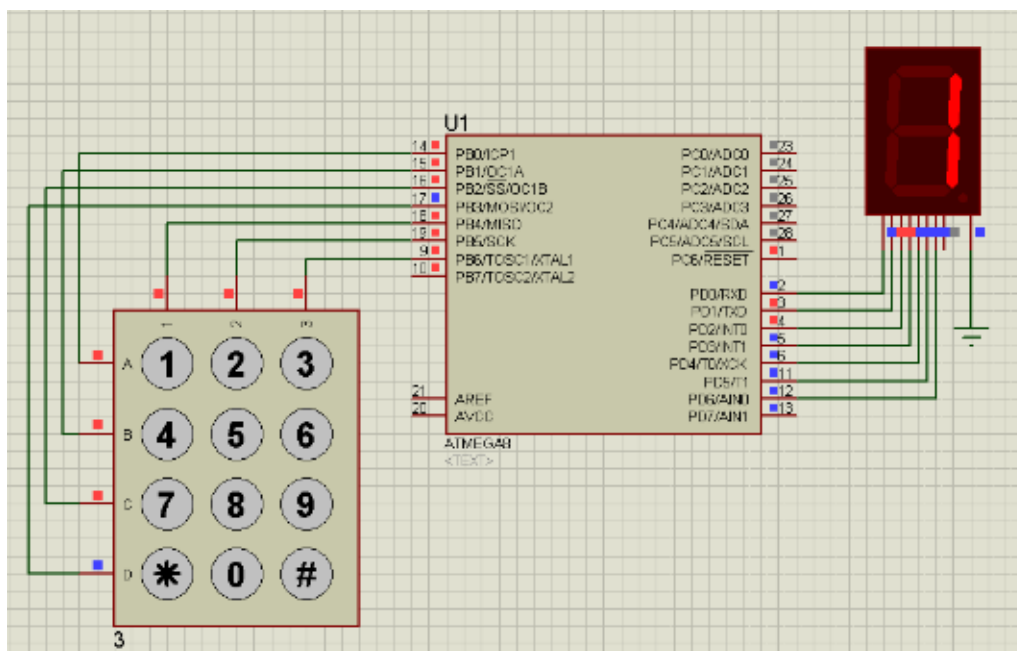 U1
14 PB0/ICP1 PC0/ADC0 23
15 PB1/OC1A PC1/ADC1 24
16 PB2/SS/OC1B PC2/ADC2 25
17 PB3/MOSI/OC2 PC3/ADC3 26
18 PB4/MISO PC4/ADC4/SDA 27
19 PB5/SCK PC5/ADC5/SCL 28
9 PB6/TOSC1/XTAL1 PC6/RESET 1
10 PB7/TOSC2/XTAL2
PD0/RXD 2
PD1/TXD 3
PD2/INT0 4
PD3/INT1 5
PD4/T0/XCK 6
PD5/T1 11
21 AREF PD6/AIN0 12
20 AVCC PD7/AIN1 13
ATMEGA8
<TEXT>
1
1 2 3
A 1 2 3
B 4 5 6
C 7 8 9
D * 0 #
3